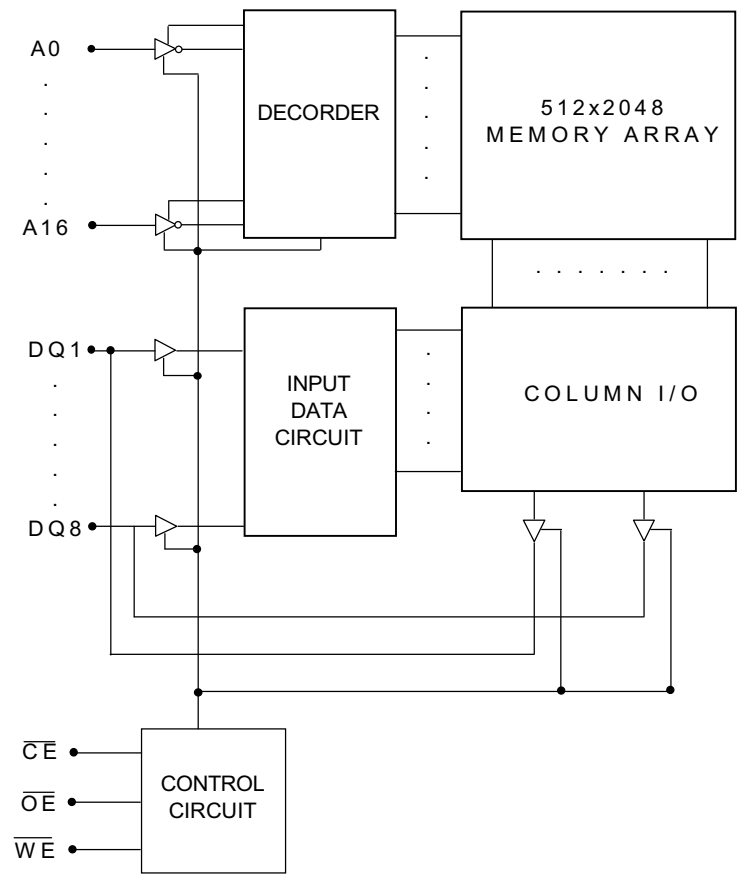 A0
DECORDER
512x2048
MEMORY ARRAY
A16
DQ1
INPUT
DATA
CIRCUIT
COLUMN I/O
DQ8
CE
OE
WE
CONTROL
CIRCUIT